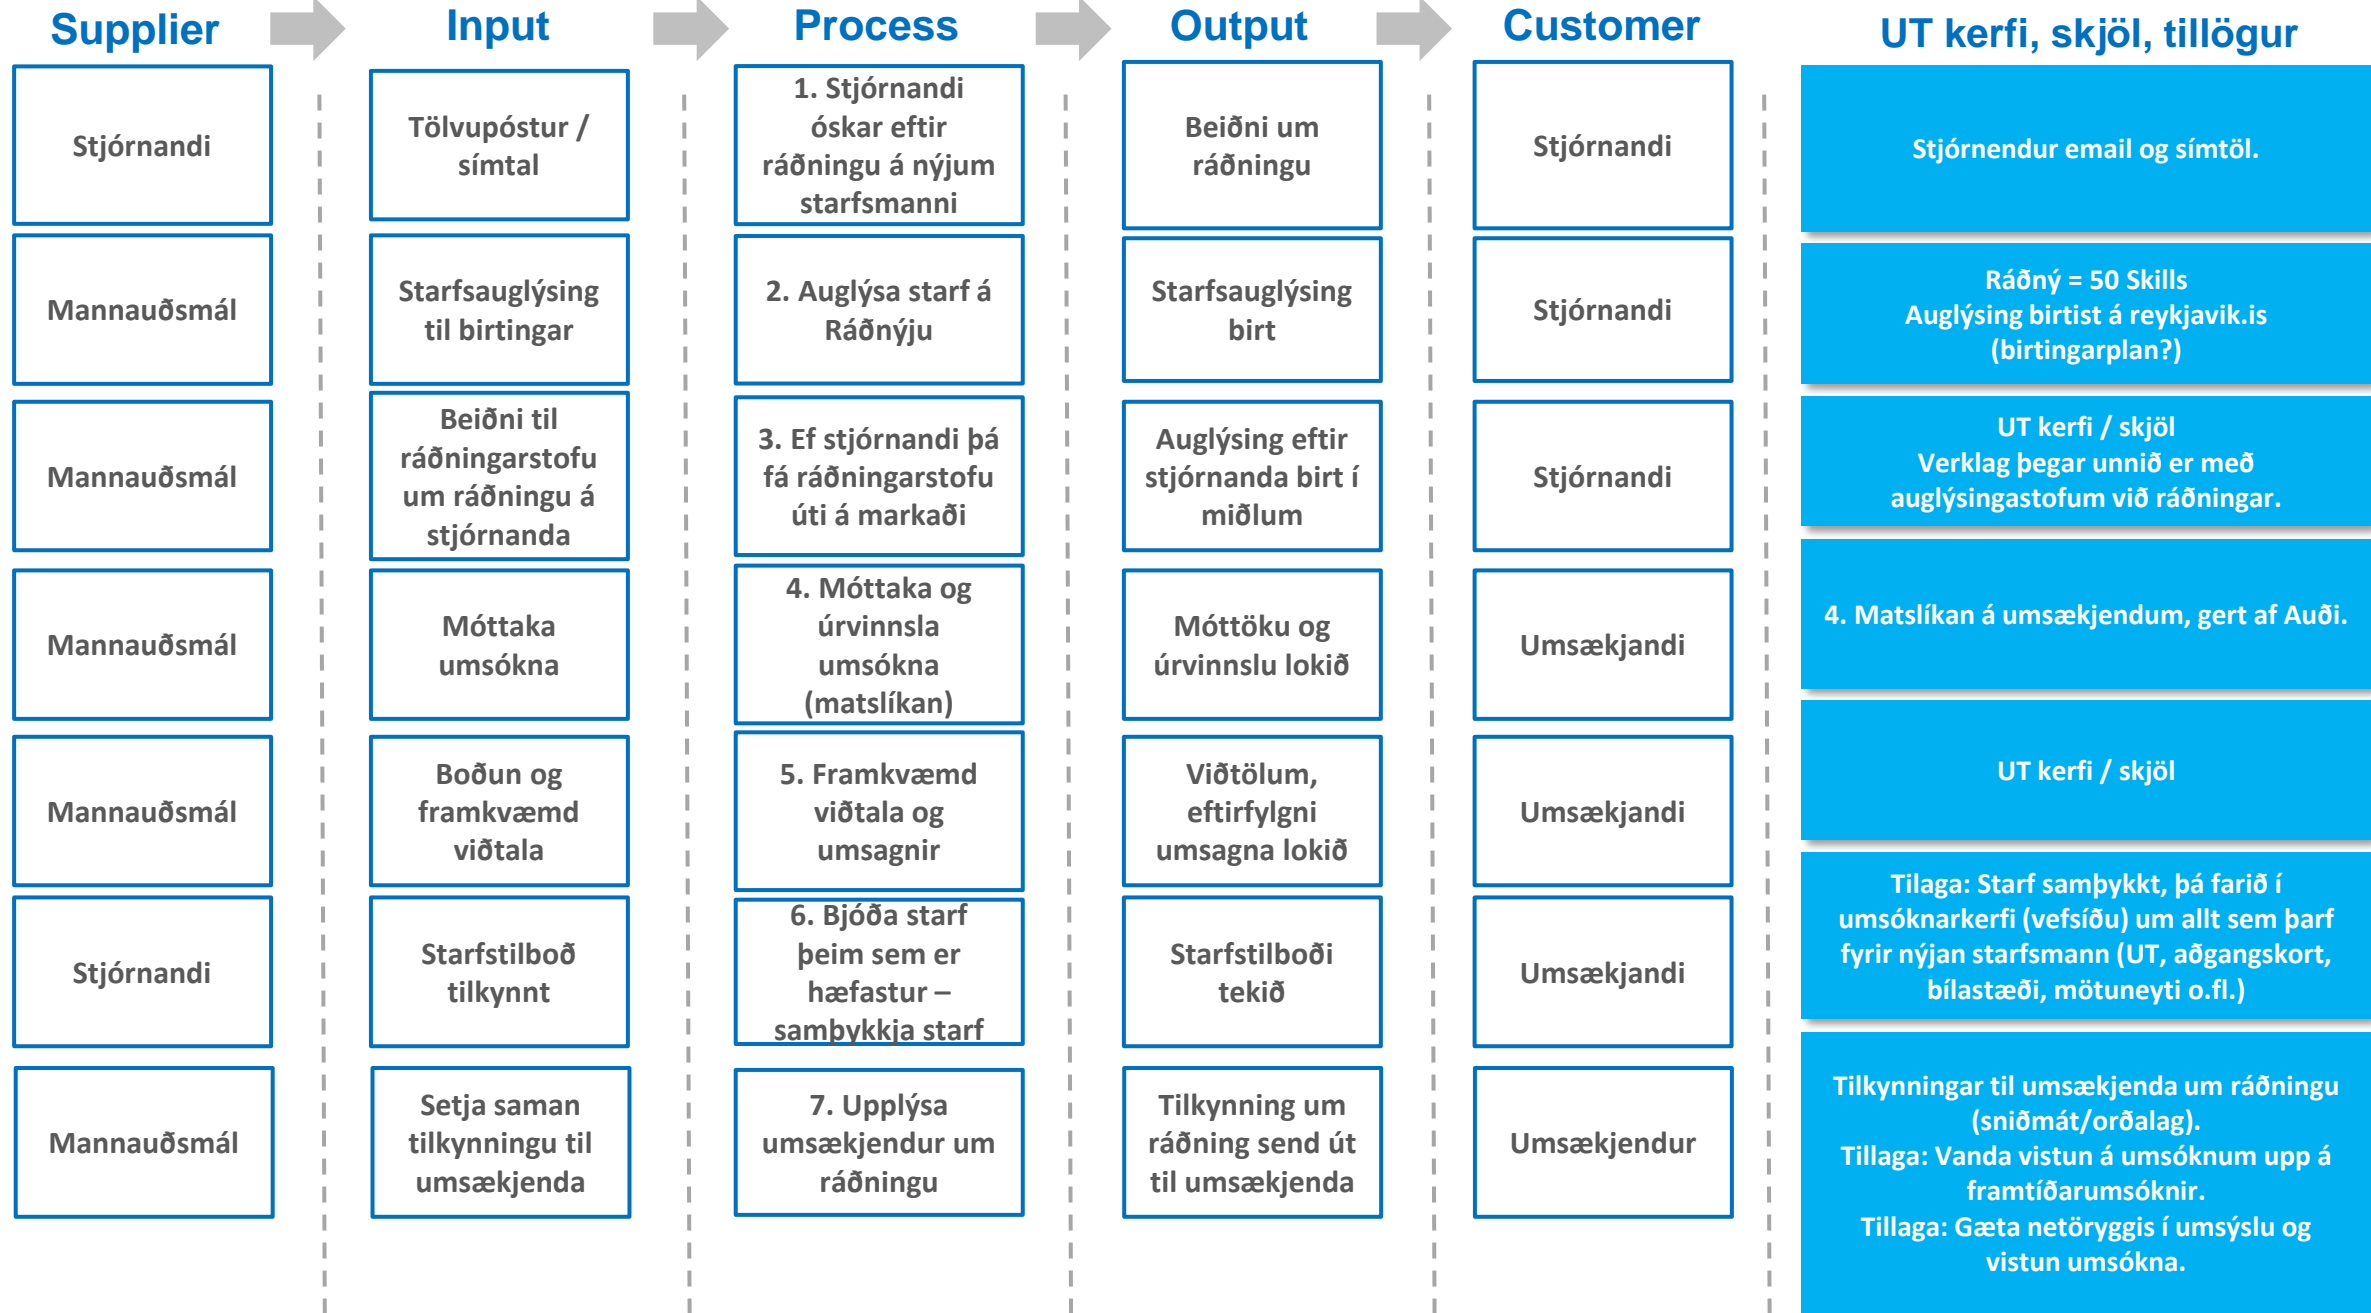 Supplier
Input
Process
Output
Customer
UT kerfi, skjöl, tillögur
Stjórnandi
Tölvupóstur /
símtal
1. Stjórnandi
óskar eftir
ráðningu á nýjum
starfsmanni
Beiðni um
ráðningu
Stjórnandi
Stjórnendur email og símtöl.
Mannauðsmál
Starfsauglýsing
til birtingar
2. Auglýsa starf á
Ráðnýju
Starfsauglýsing
birt
Stjórnandi
Ráðný = 50 Skills
Auglýsing birtist á reykjavik.is
(birtingarplan?)
Mannauðsmál
Beiðni til
ráðningarstofu
um ráðningu á
stjórnanda
3. Ef stjórnandi þá
fá ráðningarstofu
úti á markaði
Auglýsing eftir
stjórnanda birt í
miðlum
Stjórnandi
UT kerfi / skjöl
Verklag þegar unnið er með
auglýsingastofum við ráðningar.
Mannauðsmál
Móttaka
umsókna
4. Móttaka og
úrvinnsla
umsókna
(matslíkan)
Móttöku og
úrvinnslu lokið
Umsækjandi
4. Matslíkan á umsækjendum, gert af Auði.
Mannauðsmál
Boðun og
framkvæmd
viðtala
5. Framkvæmd
viðtala og
umsagnir
Viðtölum,
eftirfylgni
umsagna lokið
Umsækjandi
UT kerfi / skjöl
Stjórnandi
Starfstilboð
tilkynnt
6. Bjóða starf
þeim sem er
hæfastur –
samþykkja starf
Starfstilboði
tekið
Umsækjandi
Tilaga: Starf samþykkt, þá farið í
umsóknarkerfi (vefsíðu) um allt sem þarf
fyrir nýjan starfsmann (UT, aðgangskort,
bílastæði, mötuneyti o.fl.)
Mannauðsmál
Setja saman
tilkynningu til
umsækjenda
7. Upplýsa
umsækjendur um
ráðningu
Tilkynning um
ráðning send út
til umsækjenda
Umsækjendur
Tilkynningar til umsækjenda um ráðningu
(sniðmát/orðalag).
Tillaga: Vanda vistun á umsóknum upp á
framtíðarumsóknir.
Tillaga: Gæta netöryggis í umsýslu og
vistun umsókna.